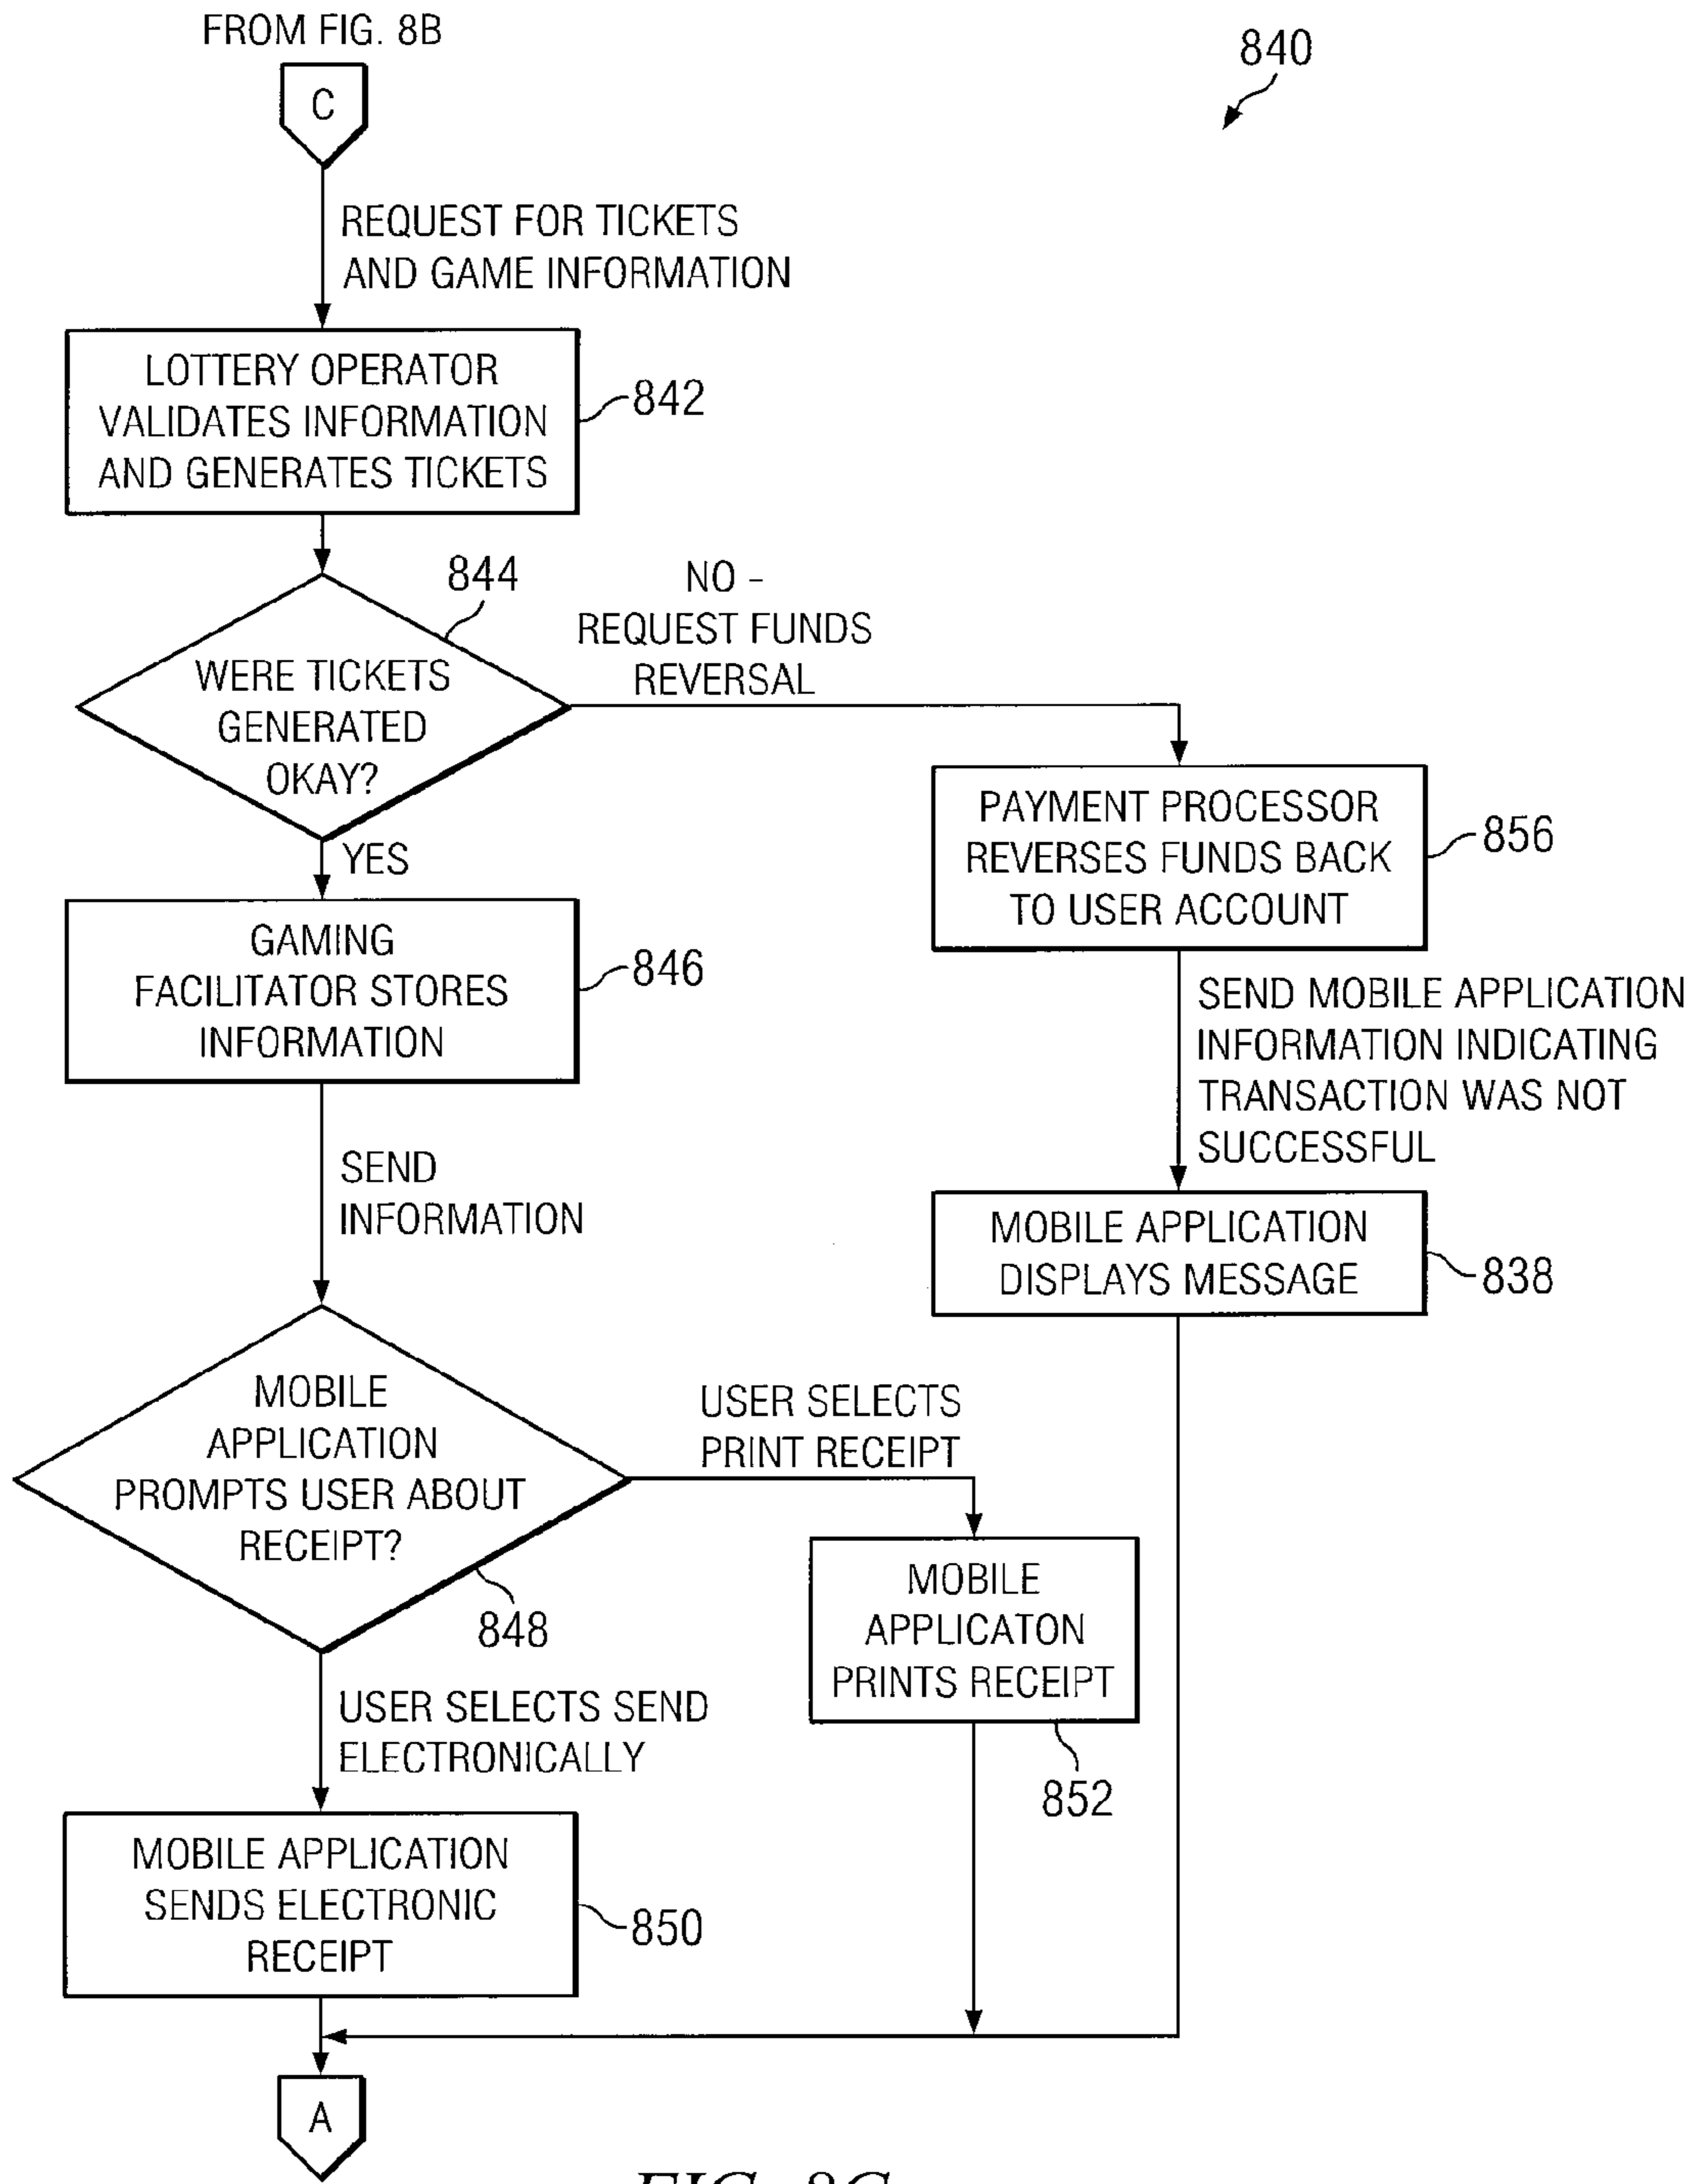 FROM FIG. 8B
840
C
REQUEST FOR TICKETS
AND GAME INFORMATION
LOTTERY OPERATOR
VALIDATES INFORMATION
AND GENERATES TICKETS
842
844
NO -
REQUEST FUNDS
REVERSAL
WERE TICKETS
GENERATED
OKAY?
YES
PAYMENT PROCESSOR
REVERSES FUNDS BACK
TO USER ACCOUNT
856
GAMING
FACILITATOR STORES
INFORMATION
846
SEND MOBILE APPLICATION
INFORMATION INDICATING
TRANSACTION WAS NOT
SUCCESSFUL
SEND
INFORMATION
MOBILE APPLICATION
DISPLAYS MESSAGE
838
MOBILE
APPLICATION
PROMPTS USER ABOUT
RECEIPT?
848
USER SELECTS
PRINT RECEIPT
MOBILE
APPLICATON
PRINTS RECEIPT
852
USER SELECTS SEND
ELECTRONICALLY
MOBILE APPLICATION
SENDS ELECTRONIC
RECEIPT
850
A